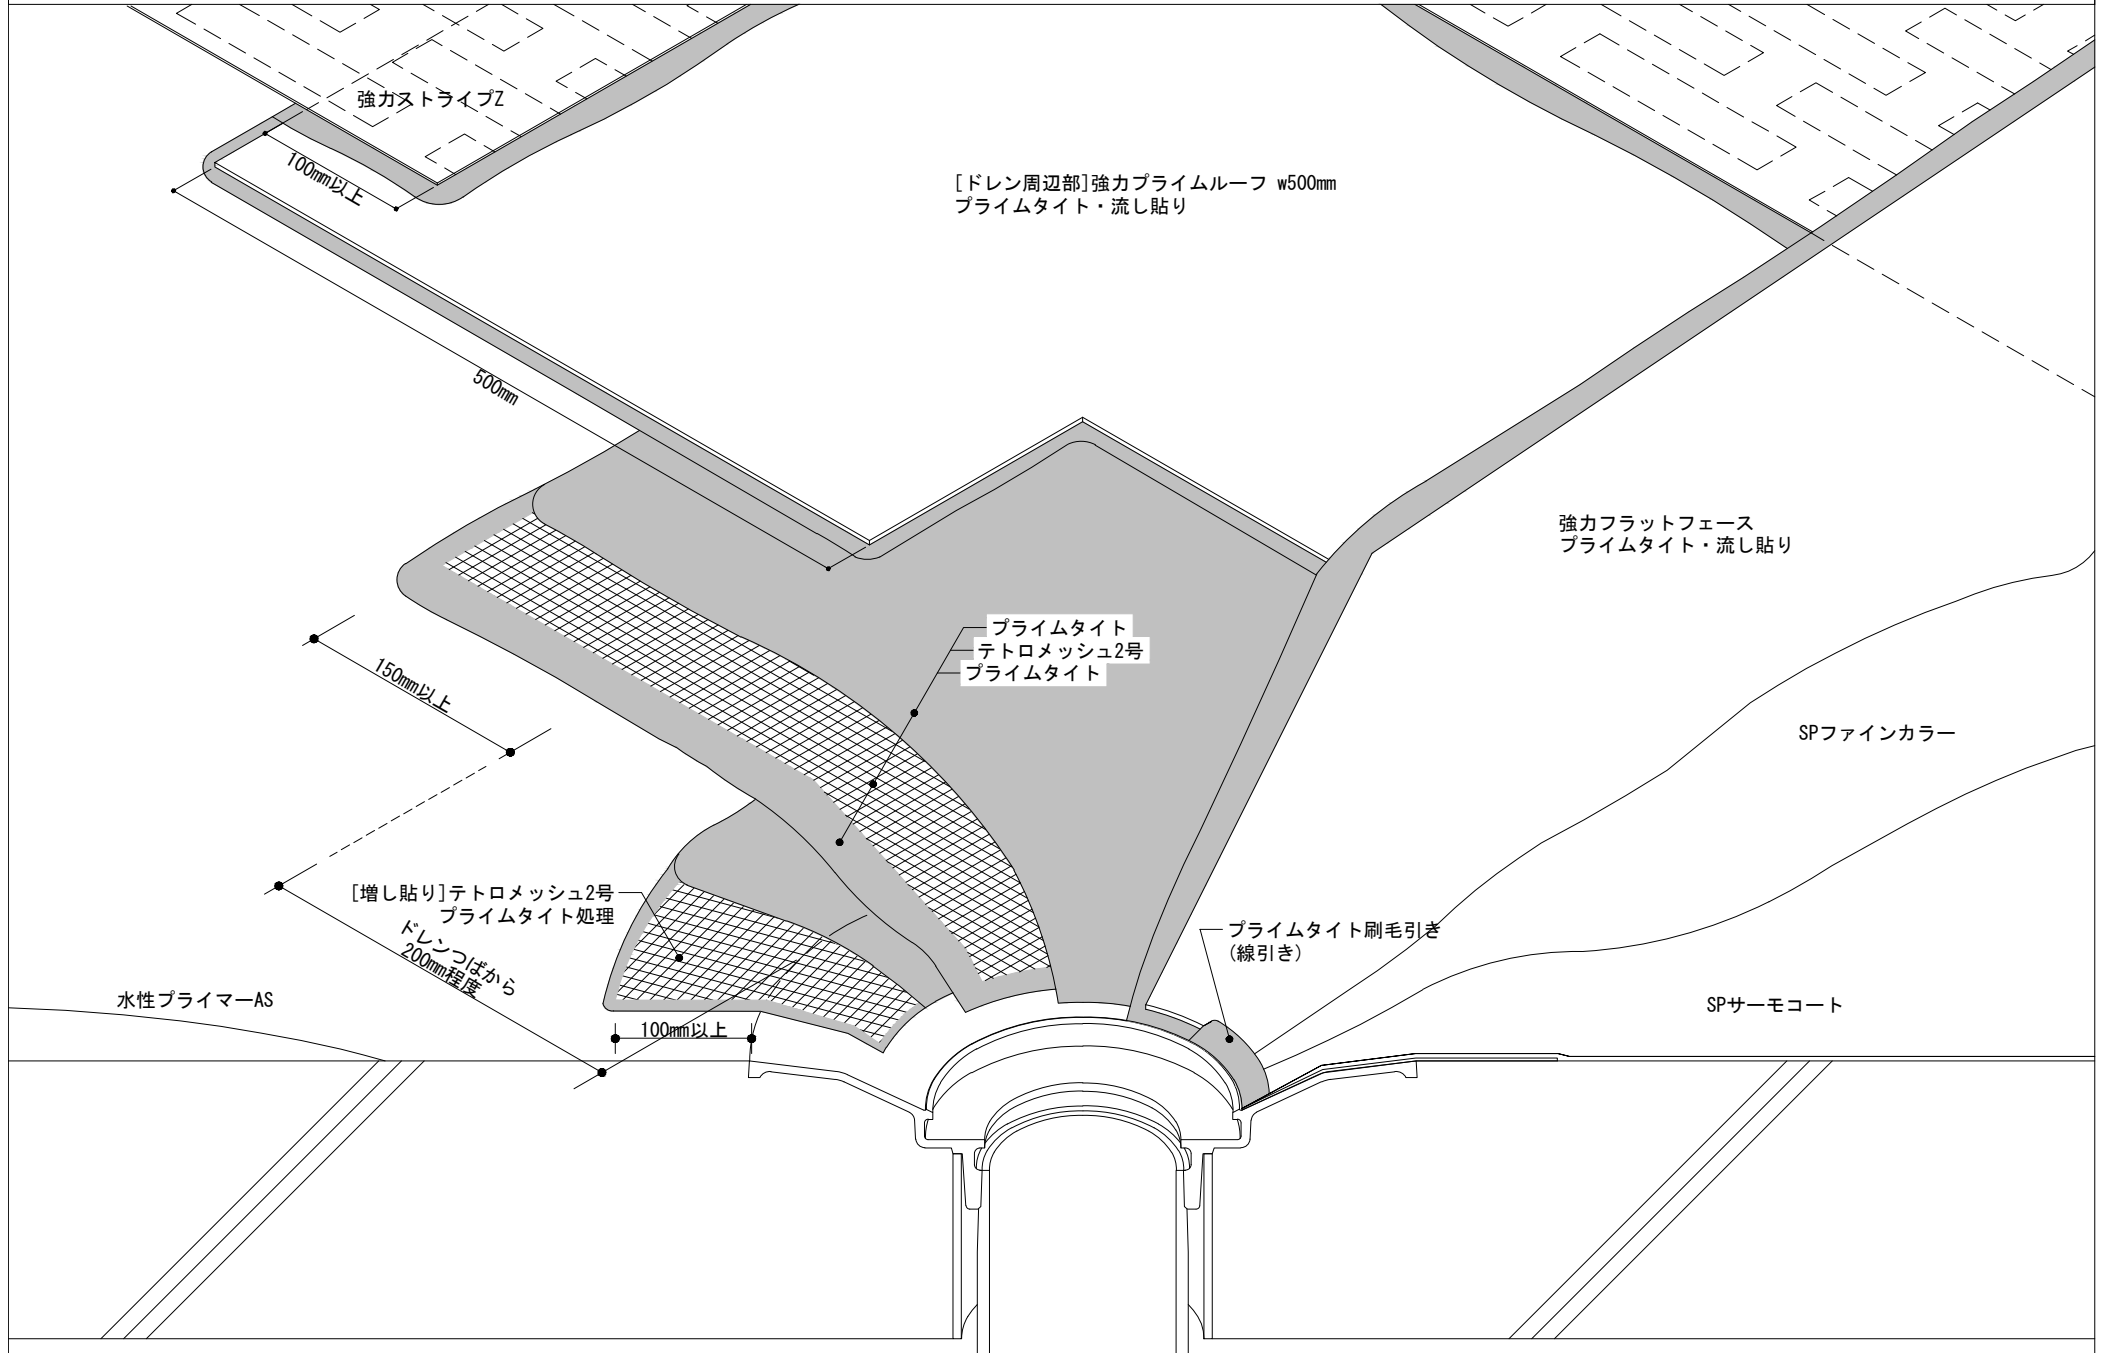 強力ストライプZ
100mm以上
[ドレン周辺部]強力プライムルーフ w500mm
プライムタイト・流し貼り
500mm
強力フラットフェース
プライムタイト・流し貼り
プライムタイト
テトロメッシュ2号
プライムタイト
150mm以上
SPファインカラー
[増し貼り]テトロメッシュ2号
プライムタイト処理
ドレンつばから
200mm程度
プライムタイト刷毛引き
(線引き)
水性プライマーAS
SPサーモコート
100mm以上